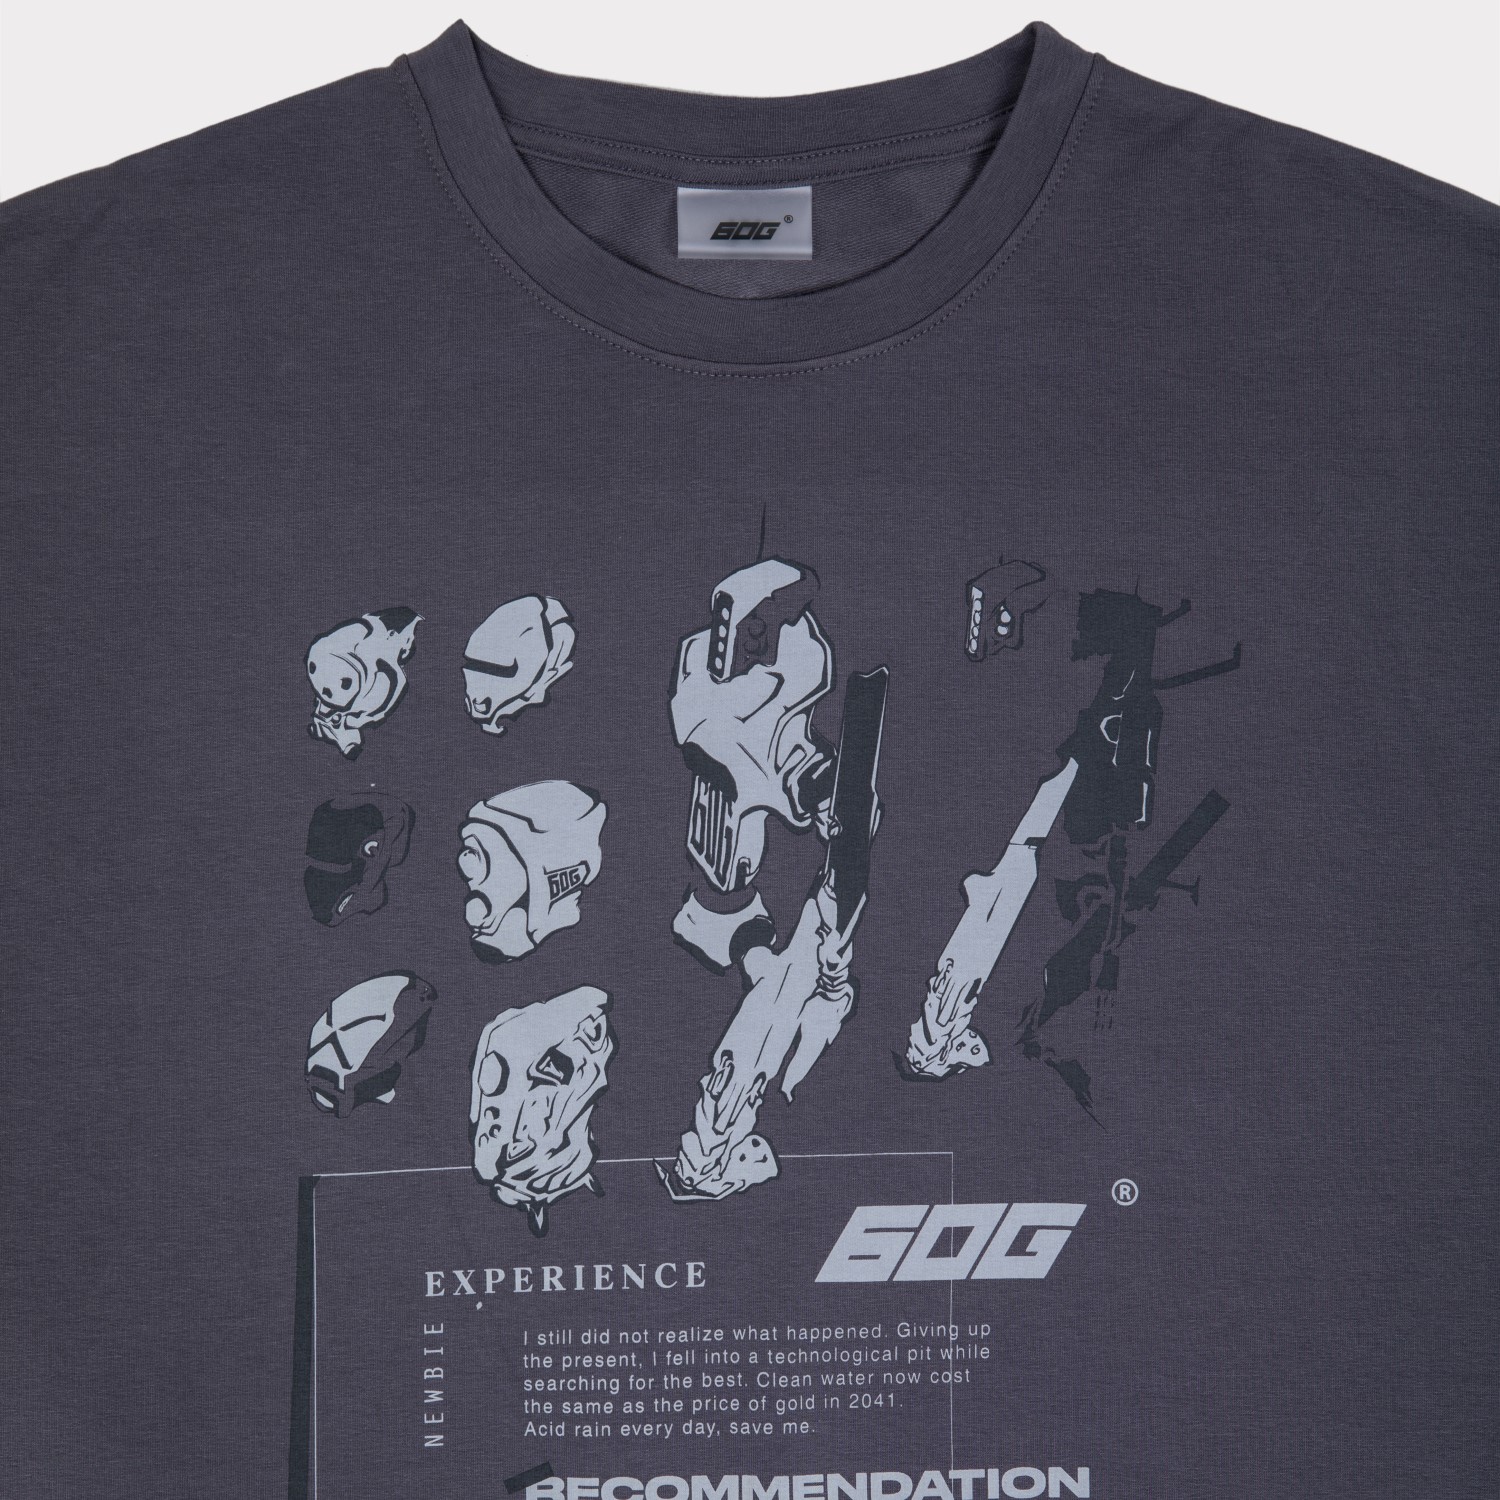 6OG ®
6OG
6OG
6OG ®
EXPERIENCE
NEWBIE
I still did not realize what happened. Giving up
the present, I fell into a technological pit while
searching for the best. Clean water now cost
the same as the price of gold in 2041.
Acid rain every day, save me.
RECOMMENDATION